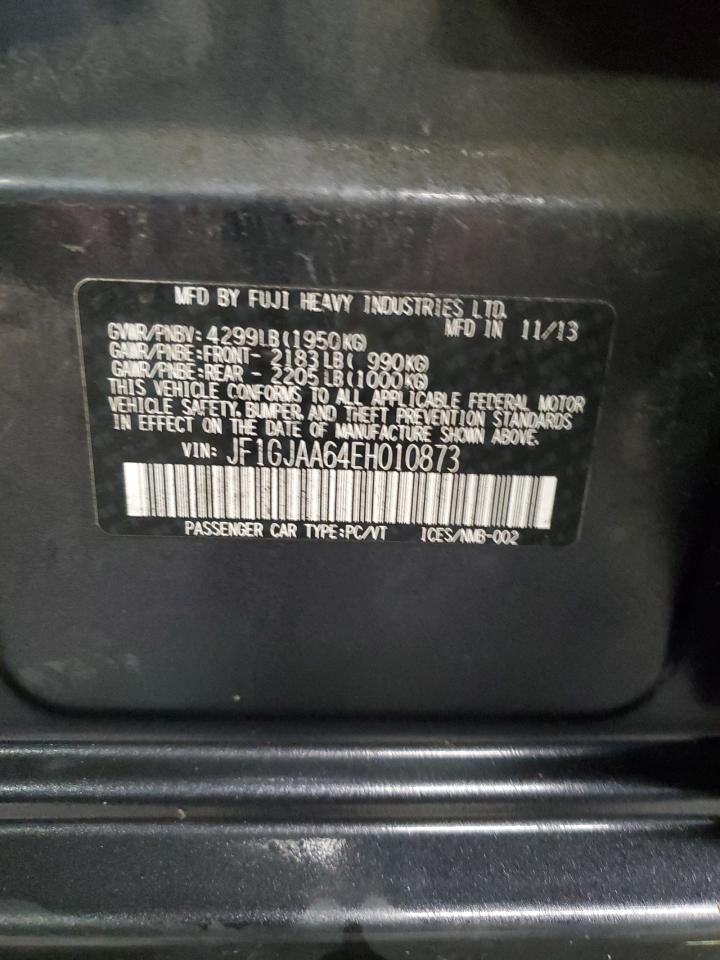 MFD BY FUJI HEAVY INDUSTRIES LTD.
MFD IN 11/13
GVWR/PNBV: 4299LB(1950KG)
GAWR/PNBE:FRONT- 2183LB( 990KG)
GAWR/PNBE:REAR - 2205LB(1000KG)
THIS VEHICLE CONFORMS TO ALL APPLICABLE FEDERAL MOTOR
VEHICLE SAFETY, BUMPER, AND THEFT PREVENTION STANDARDS
IN EFFECT ON THE DATE OF MANUFACTURE SHOWN ABOVE.
VIN: JF1GJAA64EH010873
PASSENGER CAR TYPE:PC/VT ICES/NMB-002